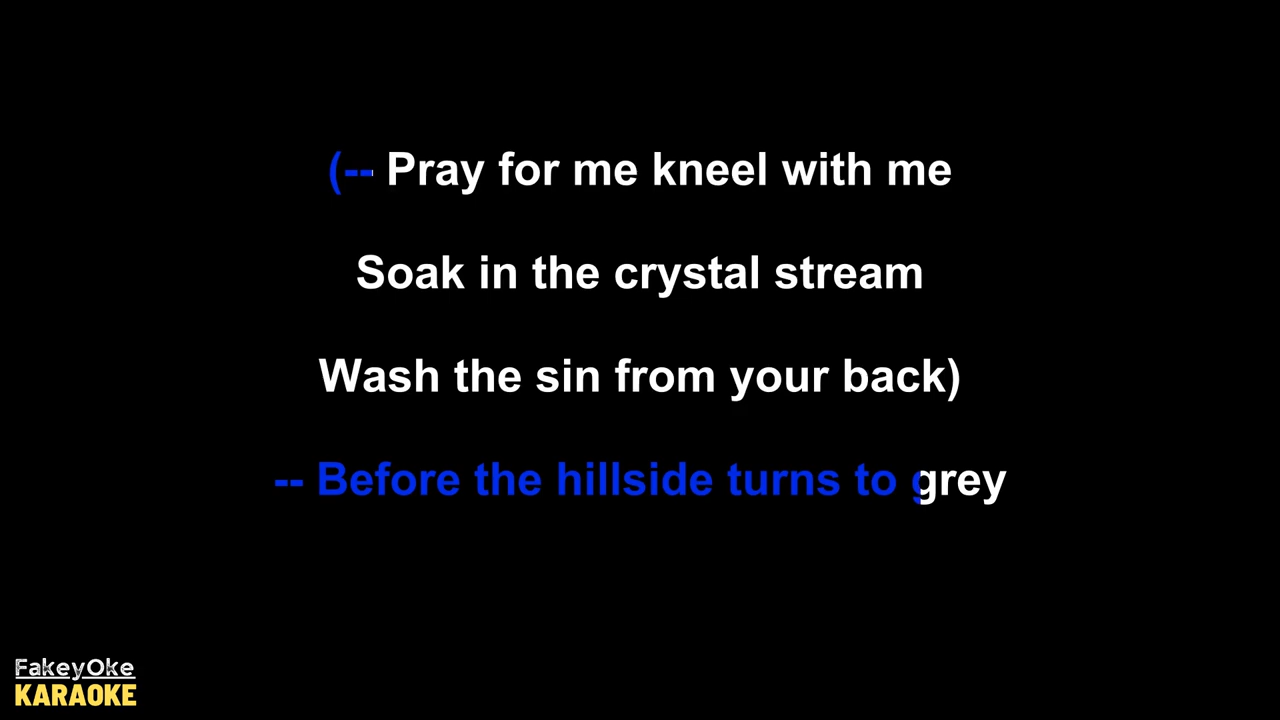 (-- Pray for me kneel with me
Soak in the crystal stream
Wash the sin from your back)
-- Before the hillside turns to grey
FakeyOke
KARAOKE